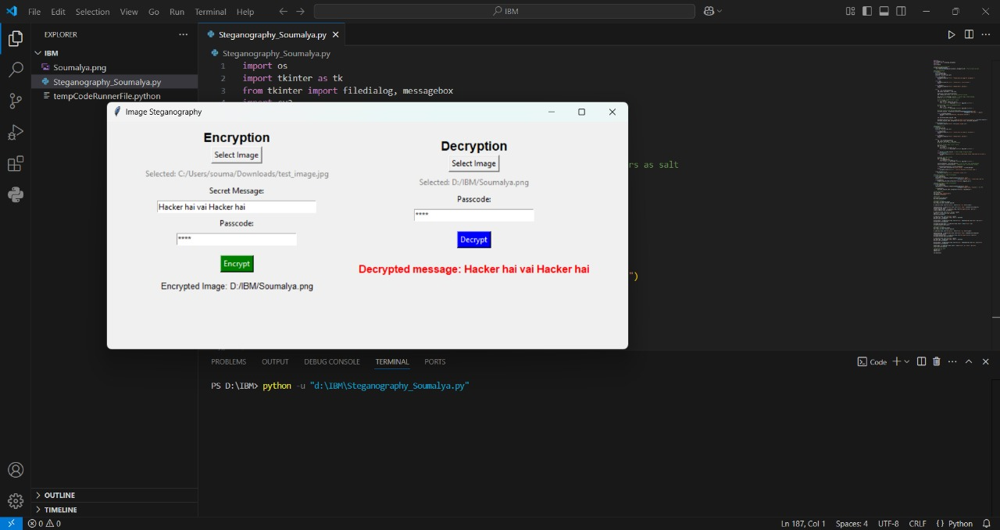 File Edit Selection View Go Run Terminal Help IBM
EXPLORER
IBM
Soumalya.png
Steganography_Soumalya.py
tempCodeRunnerFile.python
OUTLINE
TIMELINE
Steganography_Soumalya.py
Steganography_Soumalya.py
1 import os
2 import tkinter as tk
3 from tkinter import filedialog, messagebox
rs as salt
")
Image Steganography
Encryption
Select Image
Selected: C:/Users/souma/Downloads/test_image.jpg
Secret Message:
Hacker hai vai Hacker hai
Passcode:
****
Encrypt
Encrypted Image: D:/IBM/Soumalya.png
Decryption
Select Image
Selected: D:/IBM/Soumalya.png
Passcode:
****
Decrypt
Decrypted message: Hacker hai vai Hacker hai
PROBLEMS OUTPUT DEBUG CONSOLE TERMINAL PORTS
Code
PS D:\IBM> python -u "d:\IBM\Steganography_Soumalya.py"
0 0
Ln 187, Col 1 Spaces: 4 UTF-8 CRLF { } Python